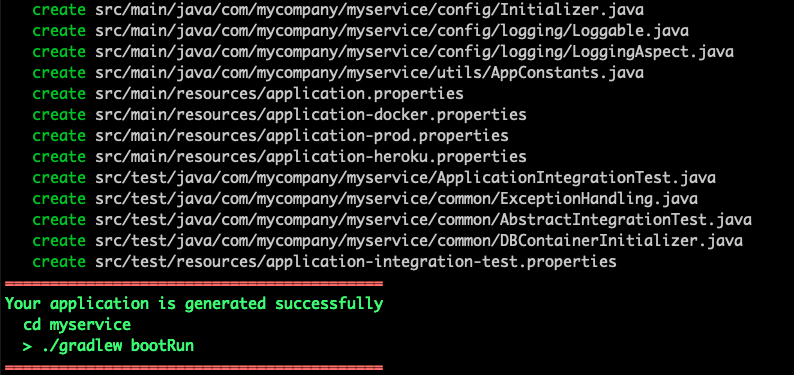 create src/main/java/com/mycompany/myservice/config/Initializer.java
create src/main/java/com/mycompany/myservice/config/logging/Loggable.java
create src/main/java/com/mycompany/myservice/config/logging/LoggingAspect.java
create src/main/java/com/mycompany/myservice/utils/AppConstants.java
create src/main/resources/application.properties
create src/main/resources/application-docker.properties
create src/main/resources/application-prod.properties
create src/main/resources/application-heroku.properties
create src/test/java/com/mycompany/myservice/ApplicationIntegrationTest.java
create src/test/java/com/mycompany/myservice/common/ExceptionHandling.java
create src/test/java/com/mycompany/myservice/common/AbstractIntegrationTest.java
create src/test/java/com/mycompany/myservice/common/DBContainerInitializer.java
create src/test/resources/application-integration-test.properties
==========================================
Your application is generated successfully
cd myservice
> ./gradlew bootRun
==========================================